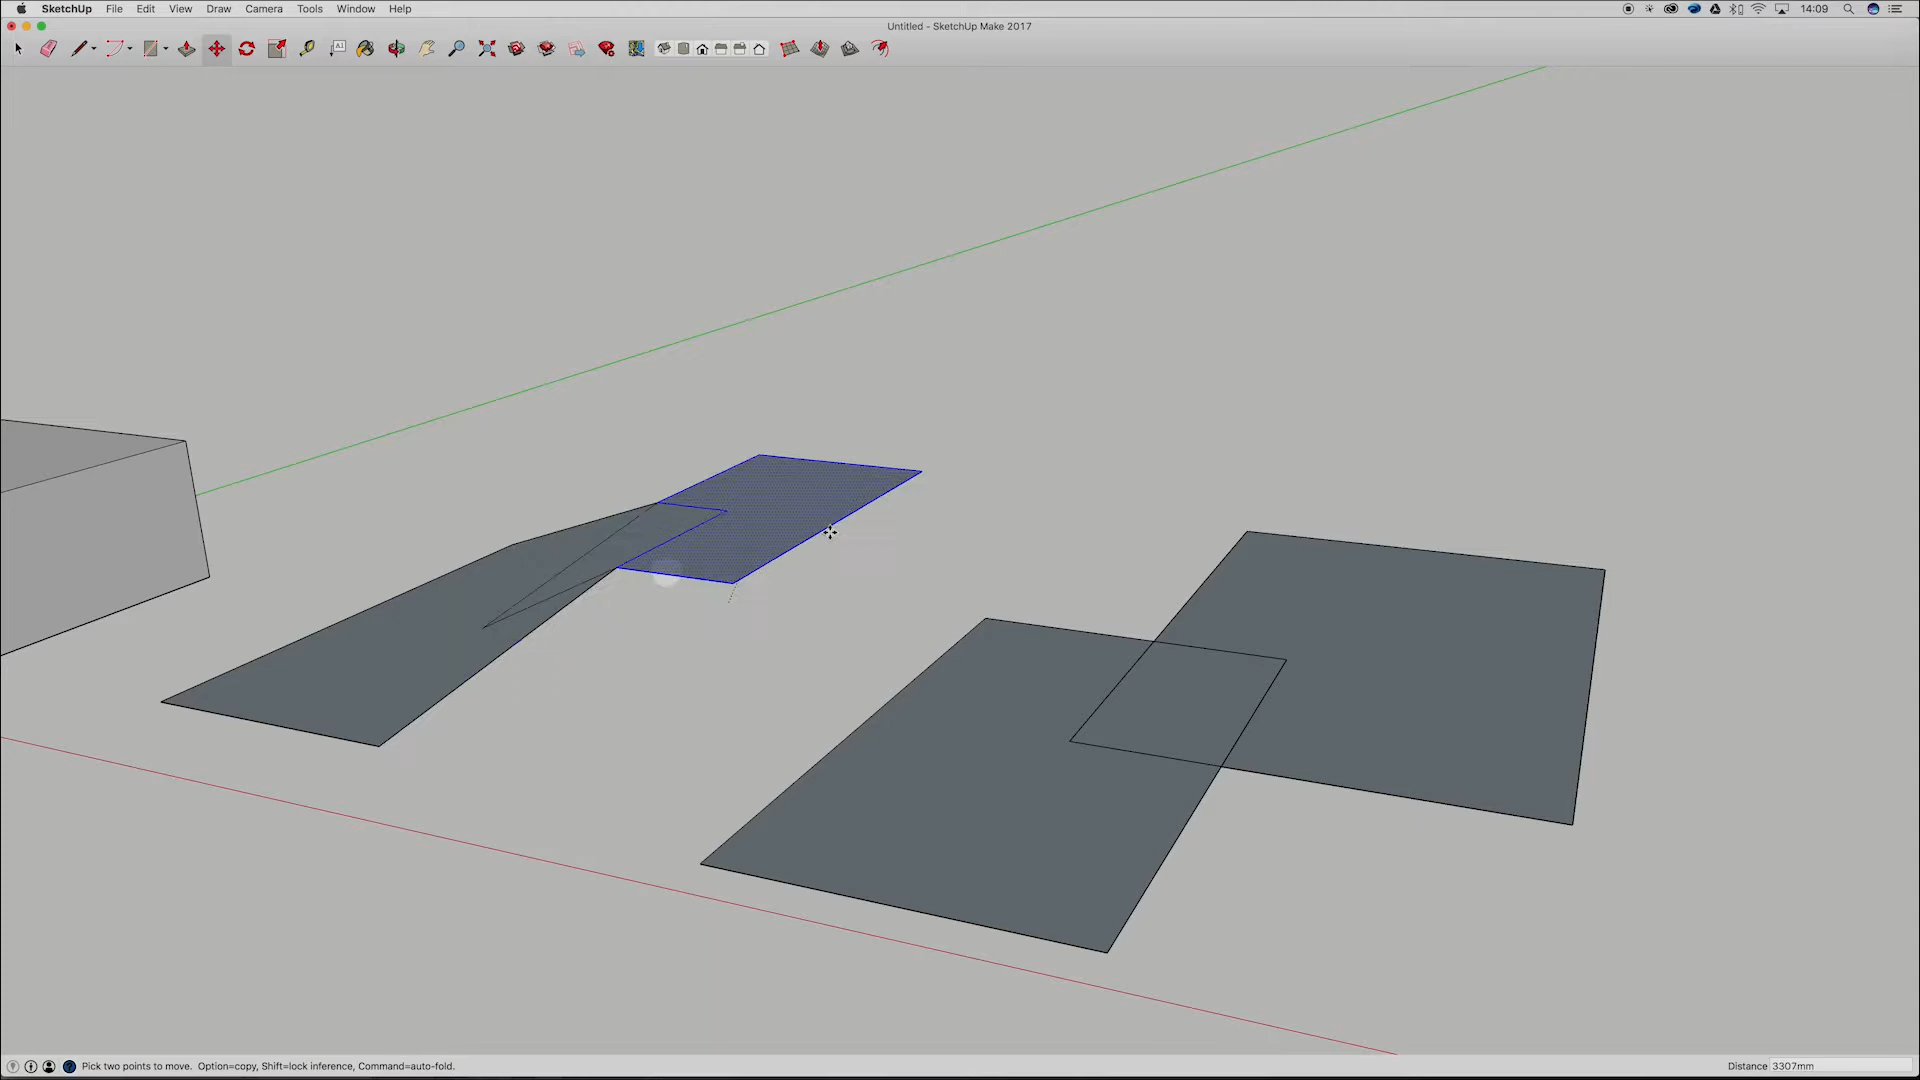 SketchUp File Edit View Draw Camera Tools Window Help 14:09
Untitled - SketchUp Make 2017
A1
Pick two points to move. Option=copy, Shift=lock inference, Command=auto-fold. Distance 3307mm